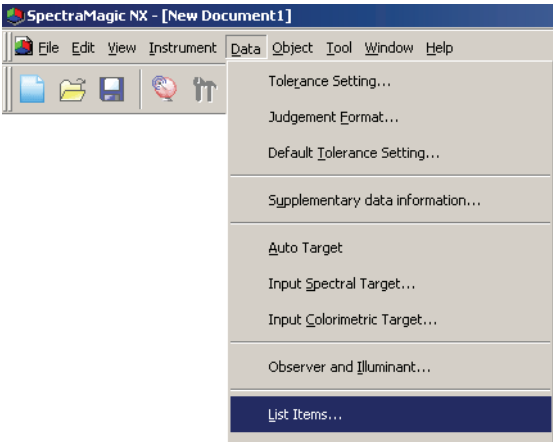 SpectraMagic NX - [New Document1]
File Edit View Instrument Data Object Tool Window Help
Tolerance Setting...
Judgement Format...
Default Tolerance Setting...
Supplementary data information...
Auto Target
Input Spectral Target...
Input Colorimetric Target...
Observer and Illuminant...
List Items...